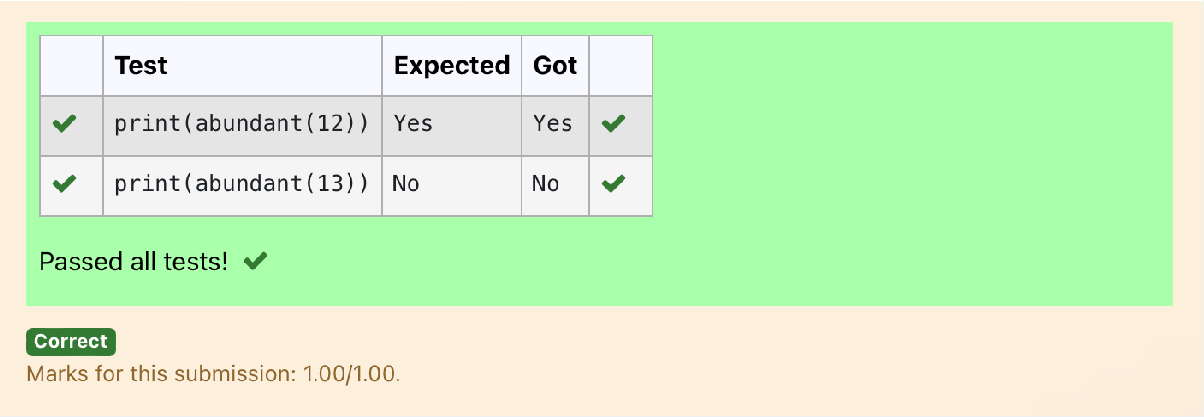 Test Expected Got
print(abundant(12)) Yes Yes
print(abundant(13)) No No
Passed all tests!
Correct
Marks for this submission: 1.00/1.00.